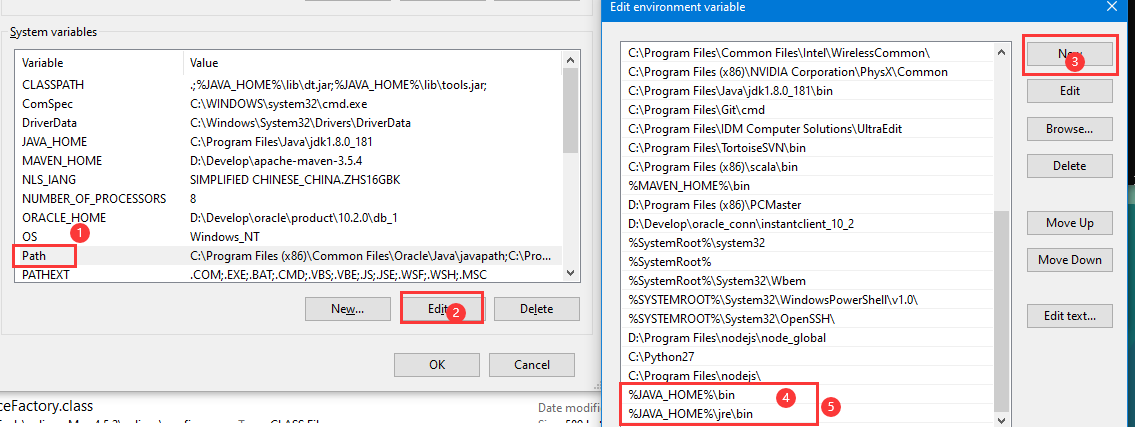 System variables
Variable Value
CLASSPATH .;%JAVA_HOME%\lib\dt.jar;%JAVA_HOME%\lib\tools.jar;
ComSpec C:\WINDOWS\system32\cmd.exe
DriverData C:\Windows\System32\Drivers\DriverData
JAVA_HOME C:\Program Files\Java\jdk1.8.0_181
MAVEN_HOME D:\Develop\apache-maven-3.5.4
NLS_lANG SIMPLIFIED CHINESE_CHINA.ZHS16GBK
NUMBER_OF_PROCESSORS 8
ORACLE_HOME D:\Develop\oracle\product\10.2.0\db_1
OS Windows_NT
1
Path C:\Program Files (x86)\Common Files\Oracle\Java\javapath;C:\Pro...
PATHEXT .COM;.EXE;.BAT;.CMD;.VBS;.VBE;.JS;.JSE;.WSF;.WSH;.MSC
New... Edit 2 Delete
OK Cancel
ceFactory.class
Date modifi
Edit environment variable
C:\Program Files\Common Files\Intel\WirelessCommon\
C:\Program Files (x86)\NVIDIA Corporation\PhysX\Common
C:\Program Files\Java\jdk1.8.0_181\bin
C:\Program Files\Git\cmd
C:\Program Files\IDM Computer Solutions\UltraEdit
C:\Program Files\TortoiseSVN\bin
C:\Program Files (x86)\scala\bin
%MAVEN_HOME%\bin
D:\Program Files (x86)\PCMaster
D:\Develop\oracle_conn\instantclient_10_2
%SystemRoot%\system32
%SystemRoot%
%SystemRoot%\System32\Wbem
%SYSTEMROOT%\System32\WindowsPowerShell\v1.0\
%SYSTEMROOT%\System32\OpenSSH\
D:\Program Files\nodejs\node_global
C:\Python27
C:\Program Files\nodejs\
%JAVA_HOME%\bin 4
%JAVA_HOME%\jre\bin 5
New 3
Edit
Browse...
Delete
Move Up
Move Down
Edit text...